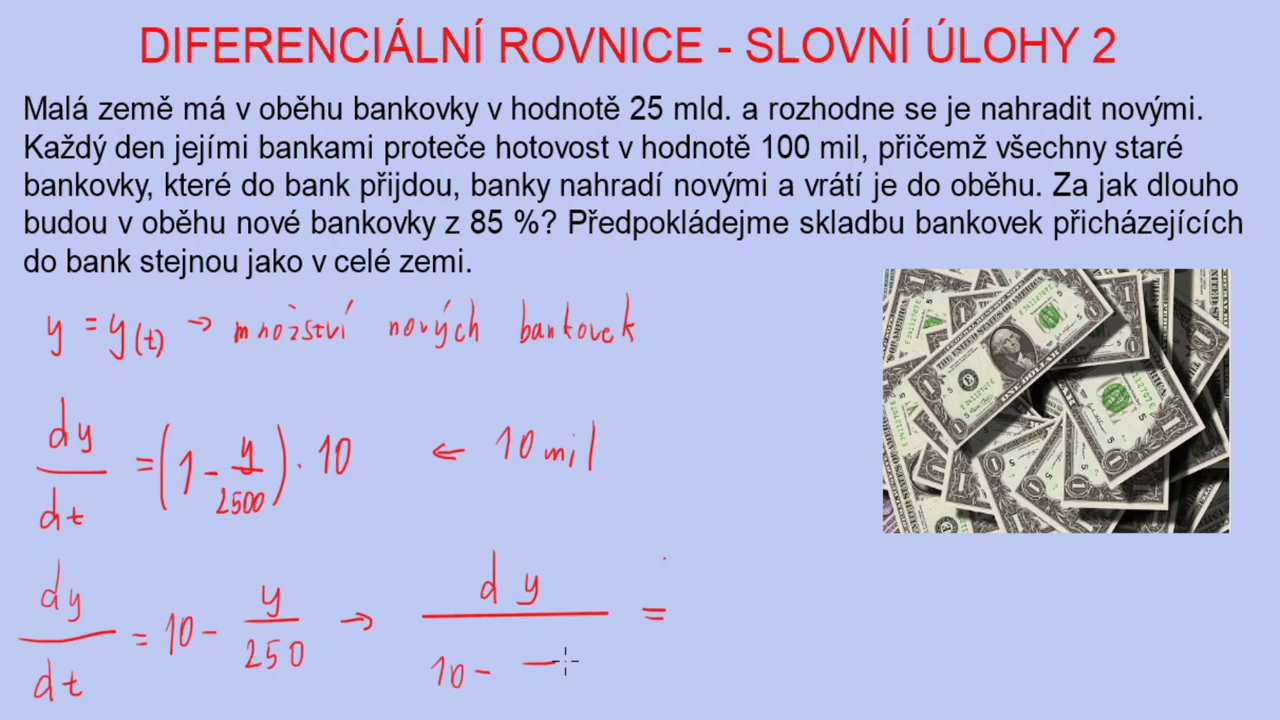 DIFERENCIÁLNÍ ROVNICE - SLOVNÍ ÚLOHY 2
Malá země má v oběhu bankovky v hodnotě 25 mld. a rozhodne se je nahradit novými.
Každý den jejími bankami proteče hotovost v hodnotě 100 mil, přičemž všechny staré
bankovky, které do bank přijdou, banky nahradí novými a vrátí je do oběhu. Za jak dlouho
budou v oběhu nové bankovky z 85 %? Předpokládejme skladbu bankovek přicházejících
do bank stejnou jako v celé zemi.
y = y(t) → množství nových bankovek
dy/dt = (1 - y/2500) · 10 ← 10 mil
dy/dt = 10 - y/250 → dy/10 - =